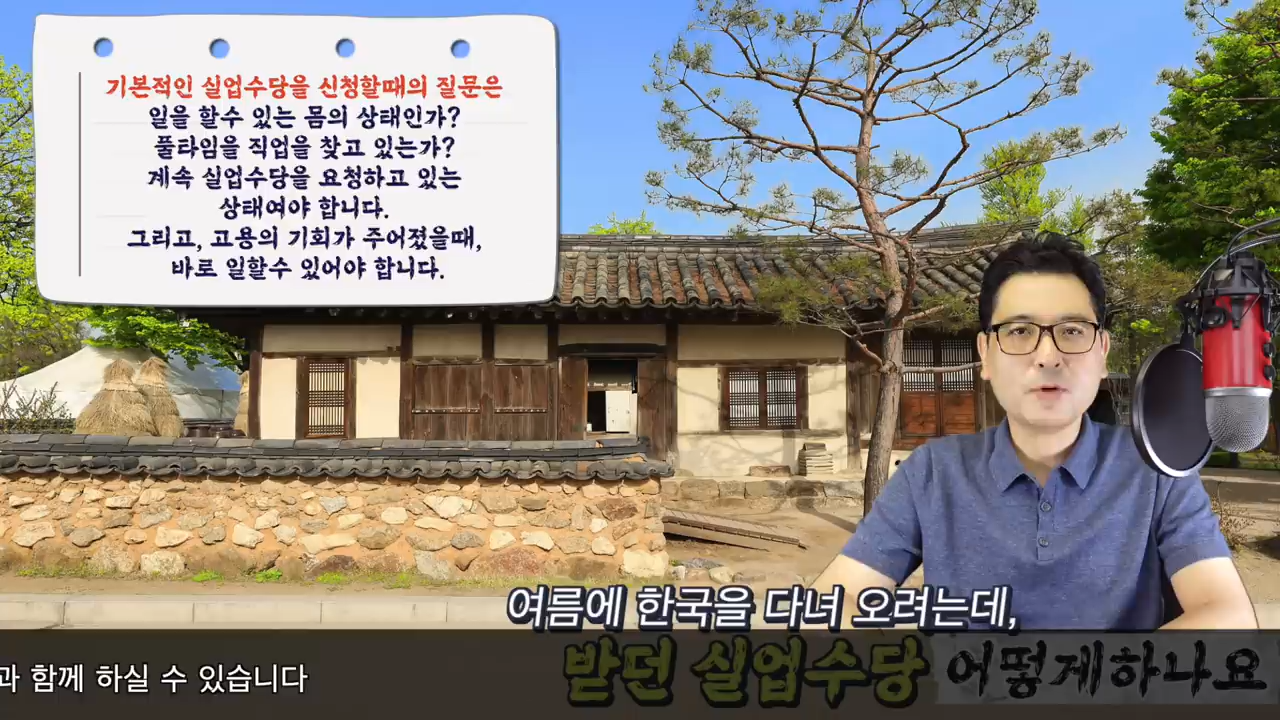 기본적인 실업수당을 신청할때의 질문은
일을 할수 있는 몸의 상태인가?
풀타임을 직업을 찾고 있는가?
계속 실업수당을 요청하고 있는
상태여야 합니다.
그리고, 고용의 기회가 주어졌을때,
바로 일할수 있어야 합니다.
여름에 한국을 다녀 오려는데,
받던 실업수당 어떻게하나요
과 함께 하실 수 있습니다